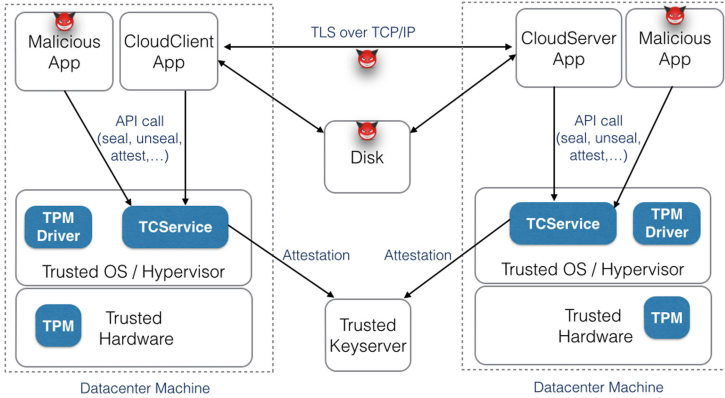 Malicious
App
CloudClient
App
TLS over TCP/IP
CloudServer
App
Malicious
App
API call
(seal, unseal,
attest,...)
Disk
API call
(seal, unseal,
attest,...)
TPM
Driver
TCService
Trusted OS / Hypervisor
Attestation
Attestation
TCService
TPM
Driver
Trusted OS / Hypervisor
TPM
Trusted
Hardware
Trusted
Keyserver
Trusted
Hardware
TPM
Datacenter Machine
Datacenter Machine